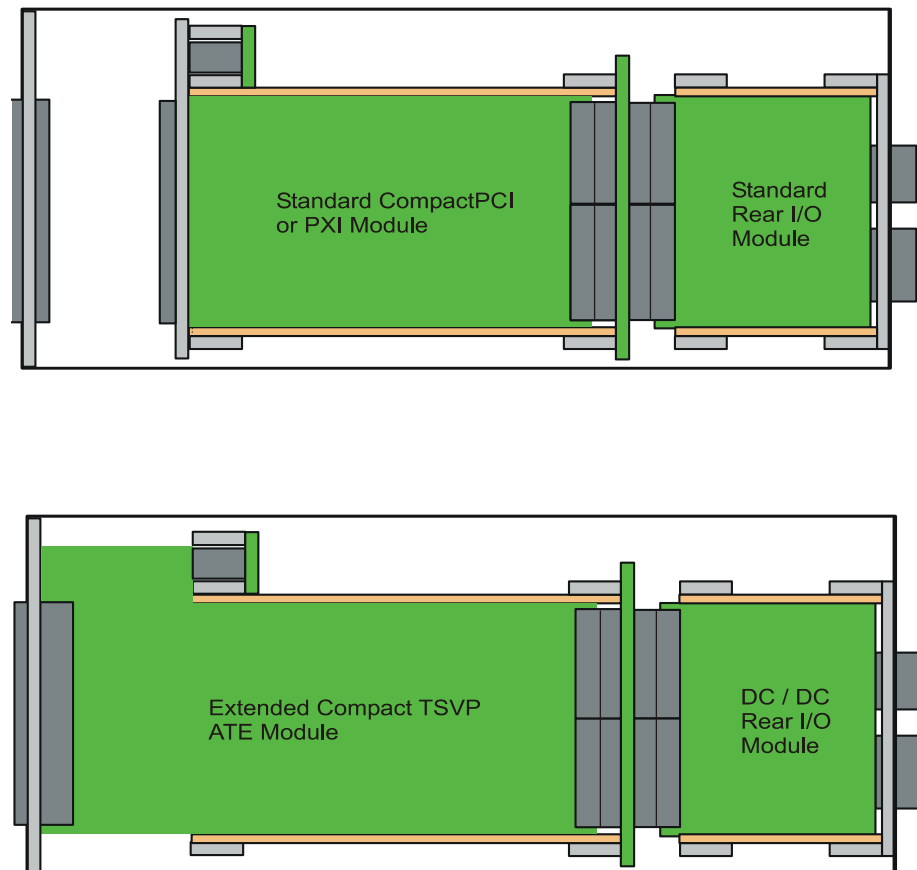 Standard CompactPCI
or PXI Module
Standard
Rear I/O
Module
Extended Compact TSVP
ATE Module
DC / DC
Rear I/O
Module